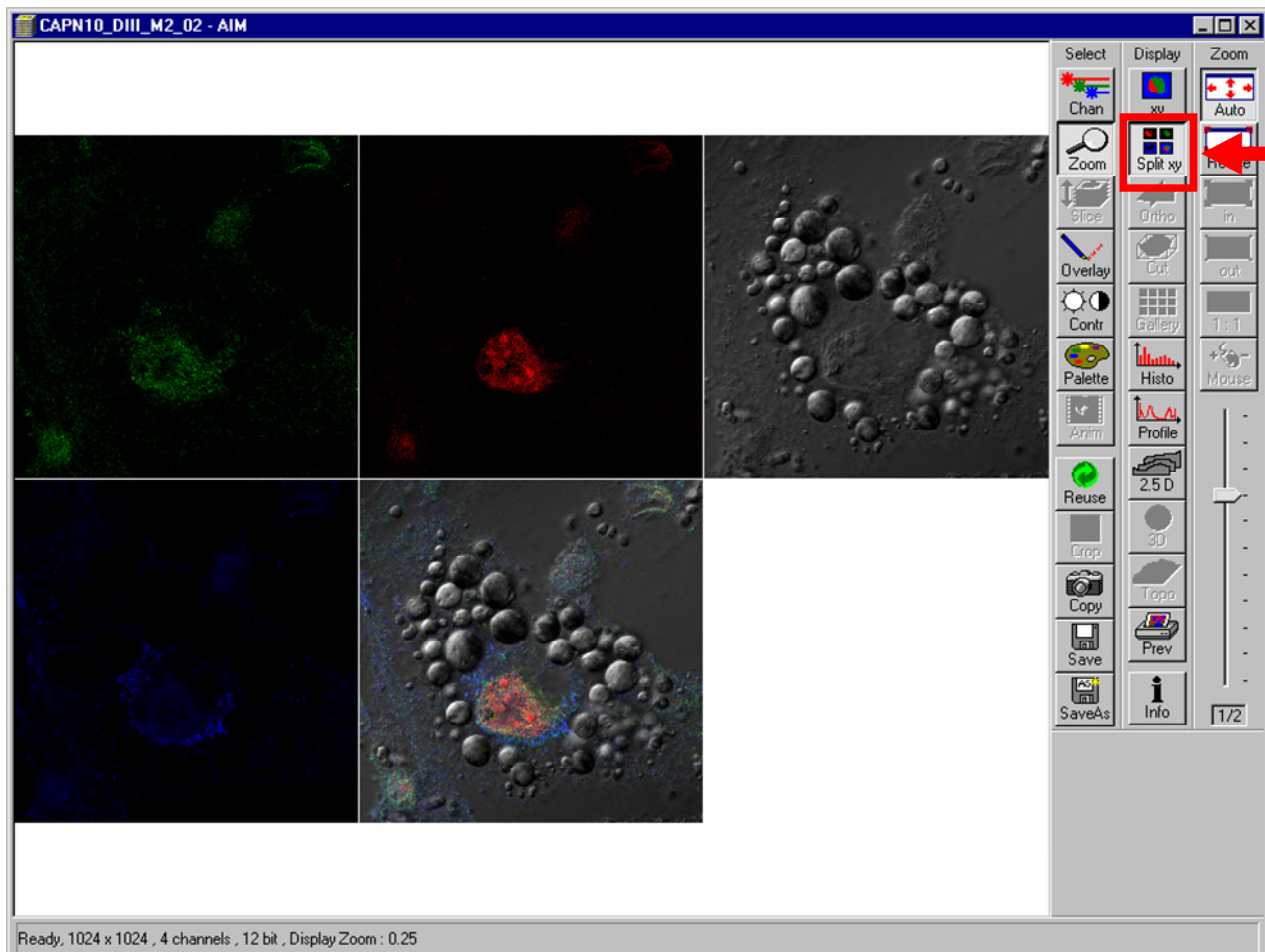 CAPN10_DIII_M2_02 - AIM
Select Display Zoom
Chan xy Auto
Zoom Split xy
Slice Ortho in
Overlay Cut out
Contr Gallery 1 : 1
Palette Histo +-
Mouse
Anim Profile
Reuse 2.5 D
Crop 3D
Copy Topo
Save Prev
AS
SaveAs Info 1/2
Ready, 1024 x 1024 , 4 channels , 12 bit , Display Zoom : 0.25